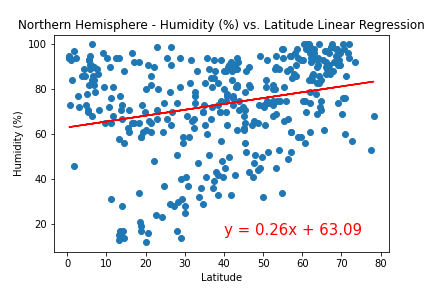 Northern Hemisphere - Humidity (%) vs. Latitude Linear Regression
100
80
60
40
20
Humidity (%)
y = 0.26x + 63.09
0 10 20 30 40 50 60 70 80
Latitude